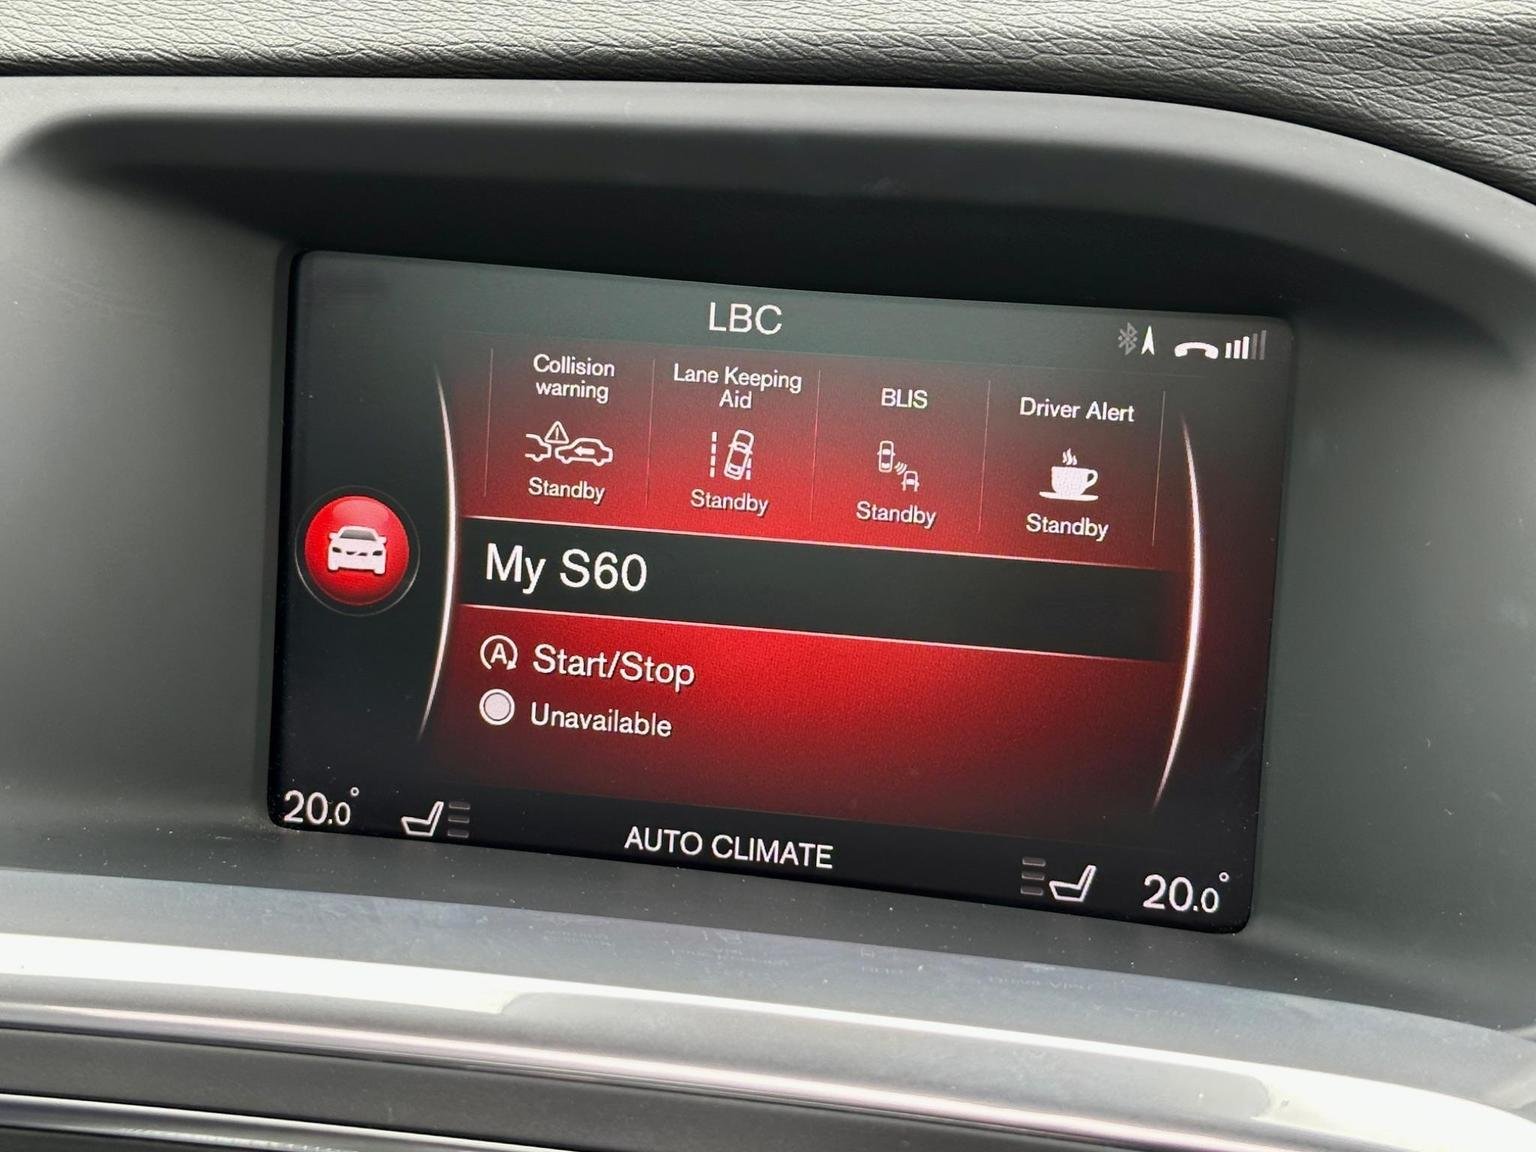 LBC
Collision
warning
Standby
Lane Keeping
Aid
Standby
BLIS
Standby
Driver Alert
Standby
My S60
A Start/Stop
Unavailable
20.0°
AUTO CLIMATE
20.0°